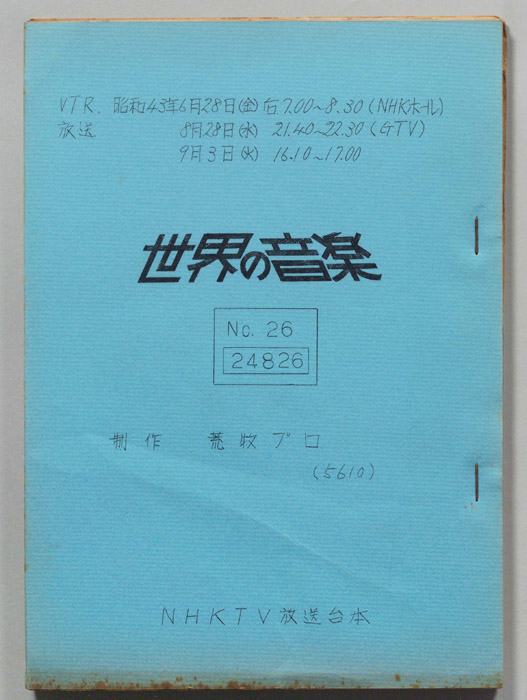 VTR. 昭和43年6月28日(金)后7.00〜8.30(NHKホール)
放送 8月28日(水) 21.40〜22.30(GTV)
9月3日(火) 16.10〜17.00
世界の音楽
No. 26
24826
制作 荒牧プロ
(5610)
NHKTV放送台本